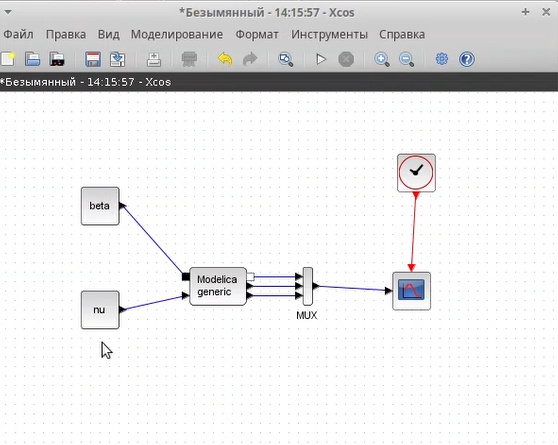 *Безымянный - 14:15:57 - Xcos
Файл Правка Вид Моделирование Формат Инструменты Справка
*Безымянный - 14:15:57 - Xcos
beta
Modelica
generic
nu
MUX